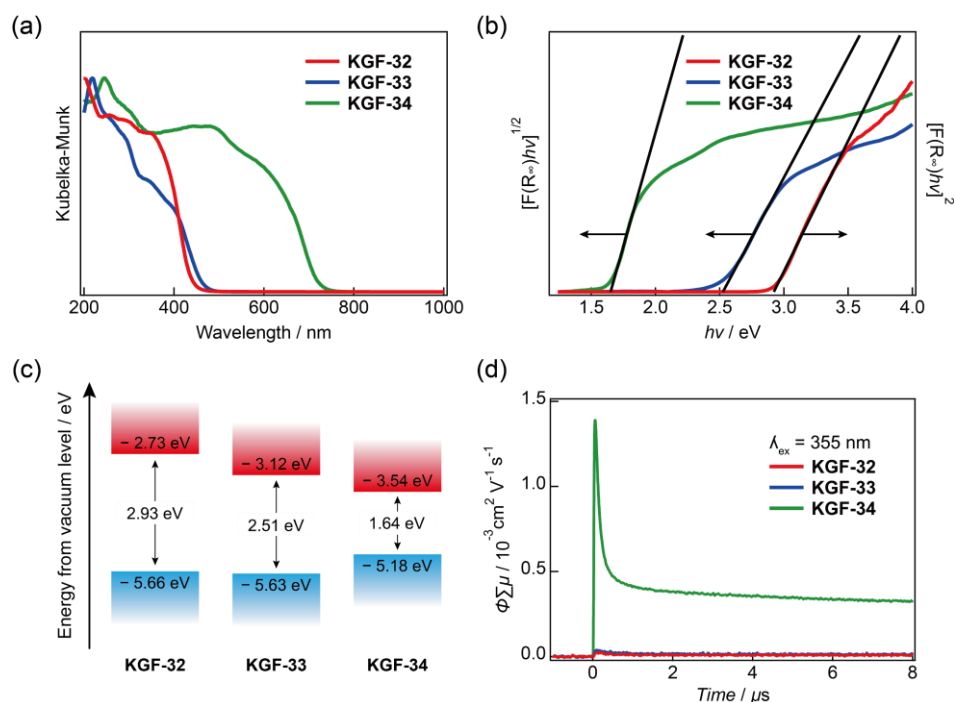 (a)
Kubelka-Munk
KGF-32
KGF-33
KGF-34
200
400
600
800
1000
Wavelength / nm
(b)
[F(R∞)hν]1/2
KGF-32
KGF-33
KGF-34
[F(R∞)hν]2
1.5
2.0
2.5
3.0
3.5
4.0
hν / eV
(c)
Energy from vacuum level / eV
− 2.73 eV
2.93 eV
− 5.66 eV
KGF-32
− 3.12 eV
2.51 eV
− 5.63 eV
KGF-33
− 3.54 eV
1.64 eV
− 5.18 eV
KGF-34
(d)
ΦΣμ / 10-3cm2 V-1 s-1
1.5
1.0
0.5
0.0
λex = 355 nm
KGF-32
KGF-33
KGF-34
0
2
4
6
8
Time / μs